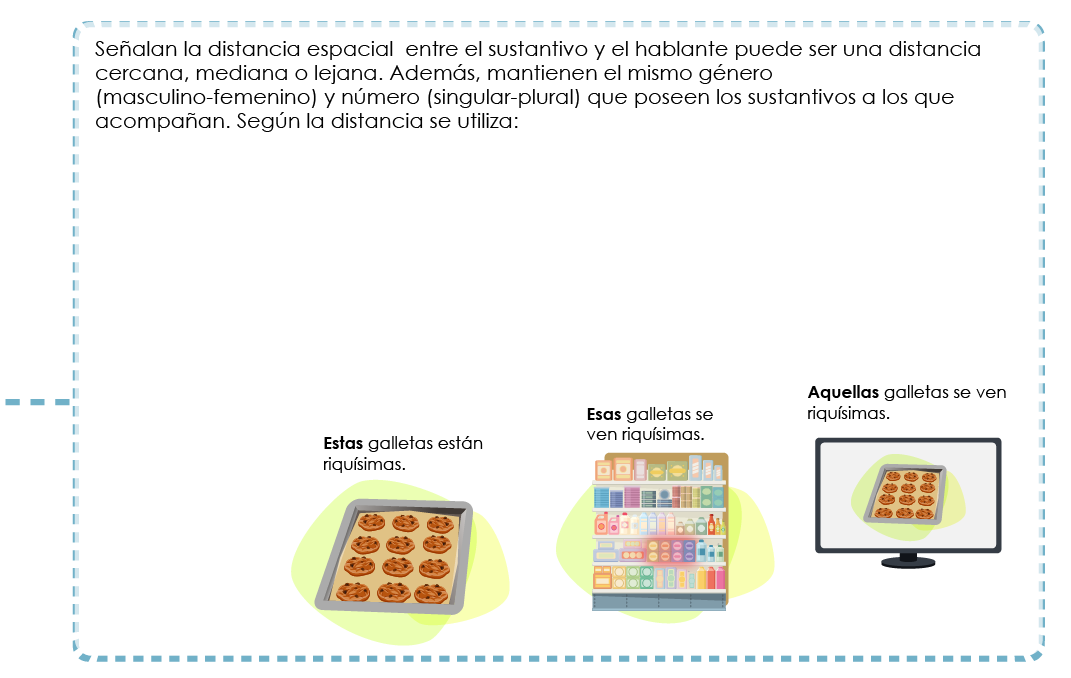 Señalan la distancia espacial  entre el sustantivo y el hablante puede ser una distancia
cercana, mediana o lejana. Además, mantienen el mismo género
(masculino-femenino) y número (singular-plural) que poseen los sustantivos a los que
acompañan. Según la distancia se utiliza:
Estas galletas están
riquísimas.
Esas galletas se
ven riquísimas.
Aquellas galletas se ven
riquísimas.